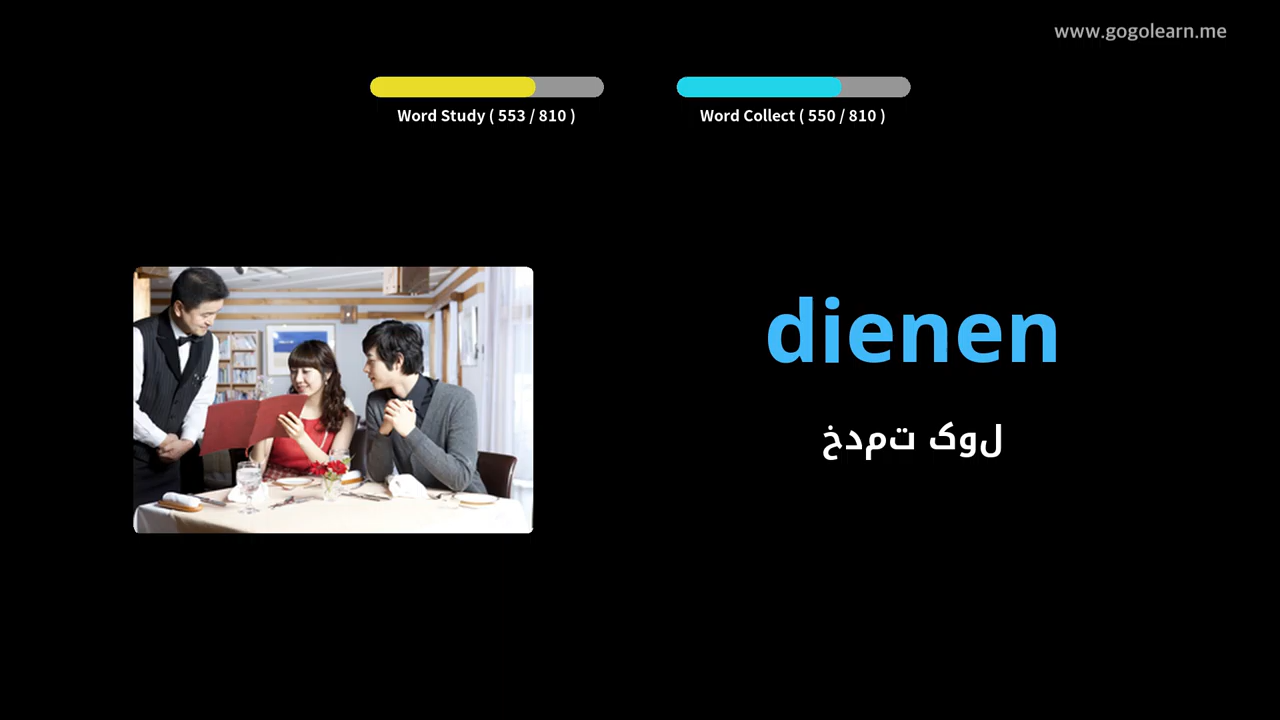 www.gogolearn.me
Word Study ( 553 / 810 )
Word Collect ( 550 / 810 )
dienen
خدمت کول